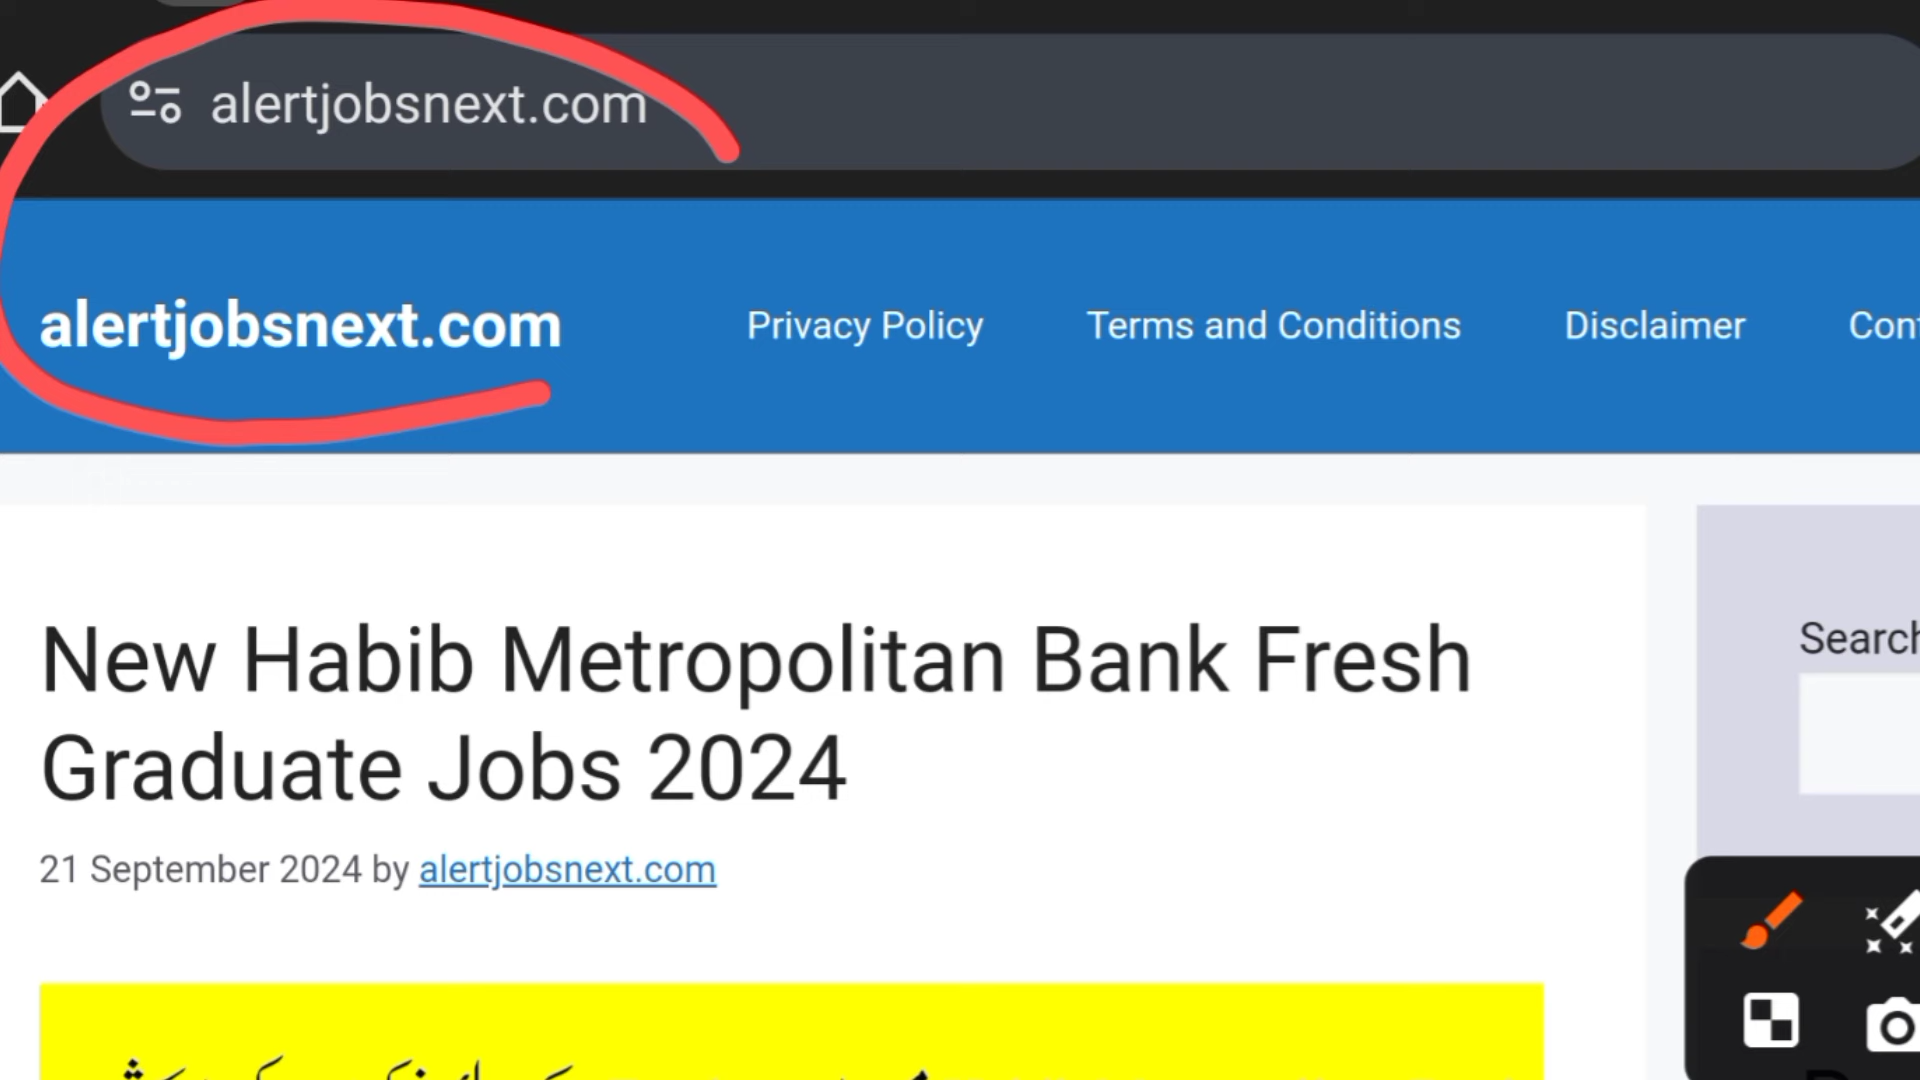 alertjobsnext.com
alertjobsnext.com Privacy Policy Terms and Conditions Disclaimer Cont
New Habib Metropolitan Bank Fresh
Graduate Jobs 2024
21 September 2024 by alertjobsnext.com
Search